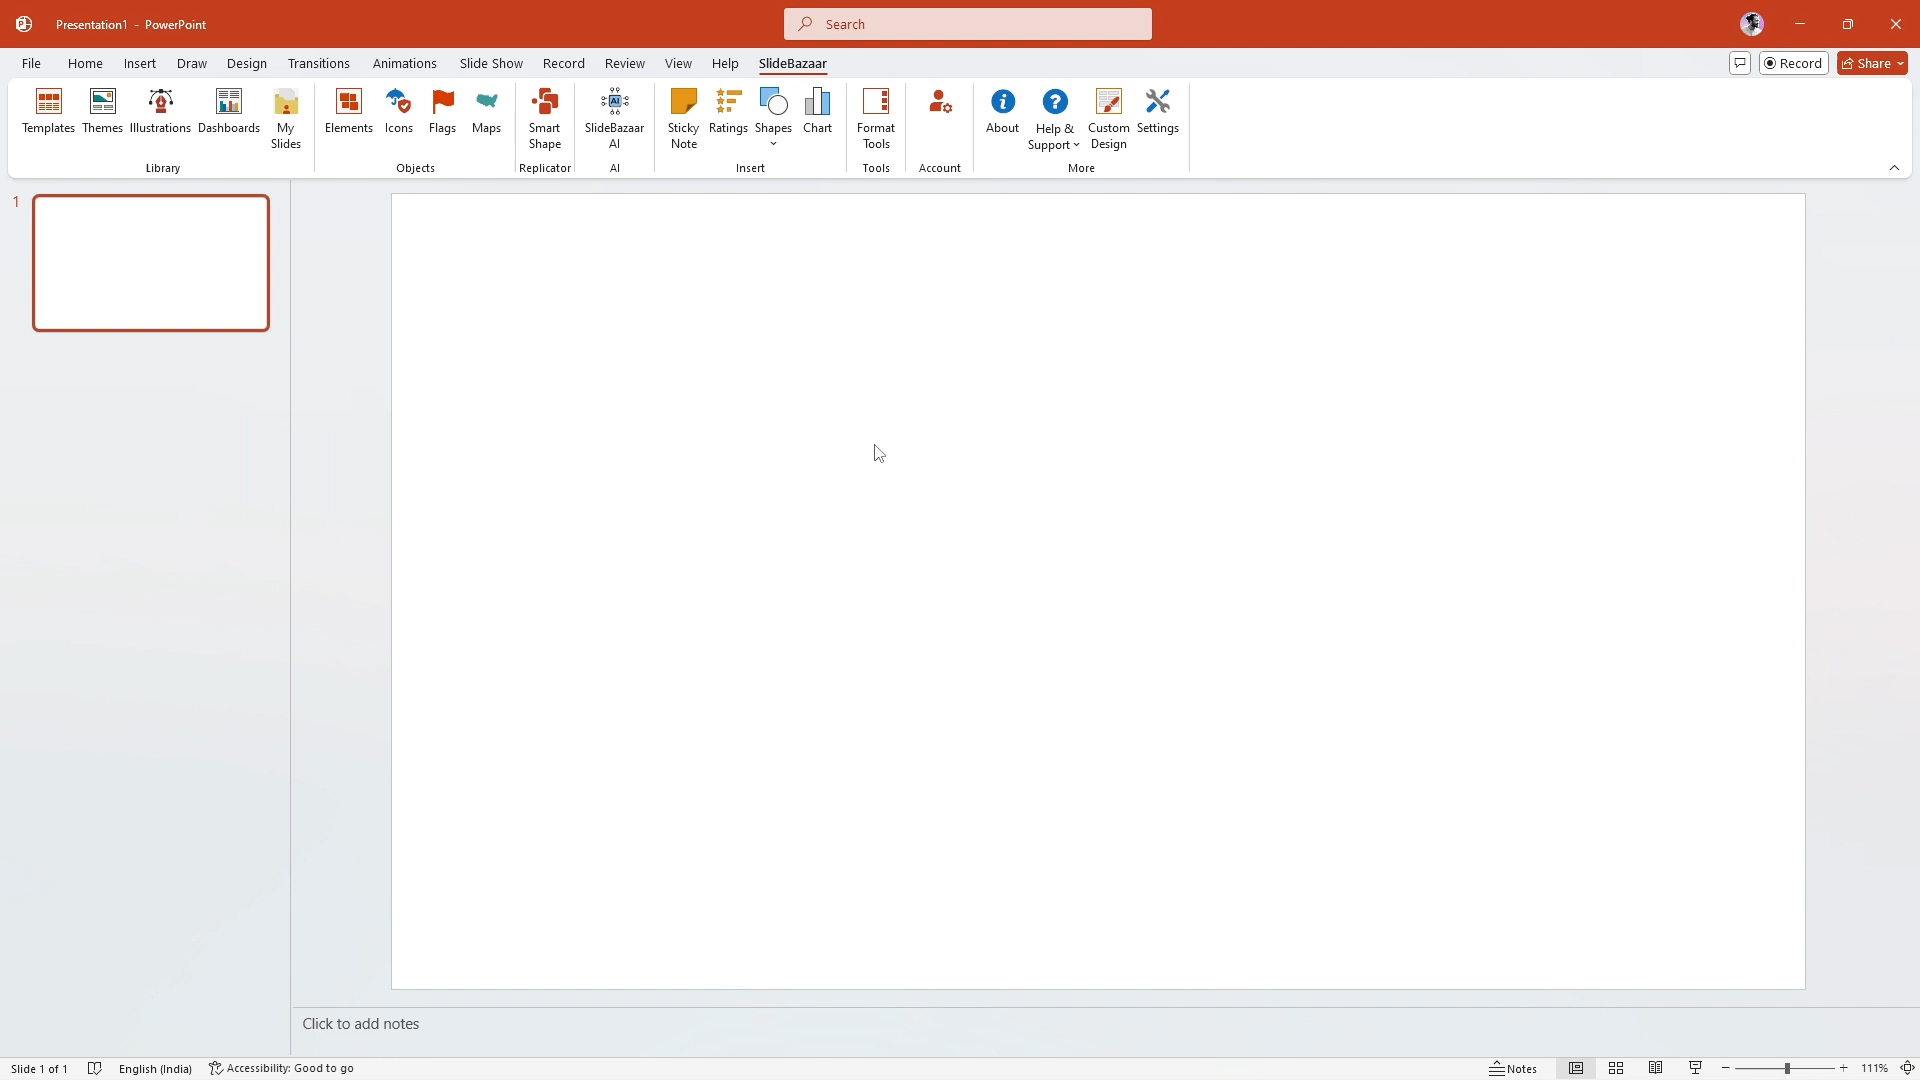 Presentation1 - PowerPoint
Search
File Home Insert Draw Design Transitions Animations Slide Show Record Review View Help SlideBazaar
Record Share
Templates Themes Illustrations Dashboards My Slides
Library
Elements Icons Flags Maps
Objects
Smart Shape
Replicator
SlideBazaar AI
AI
Sticky Note Ratings Shapes Chart
Insert
Format Tools
Tools
Account
About Help & Support Custom Design Settings
More
1
Click to add notes
Slide 1 of 1 English (India) Accessibility: Good to go Notes 111%